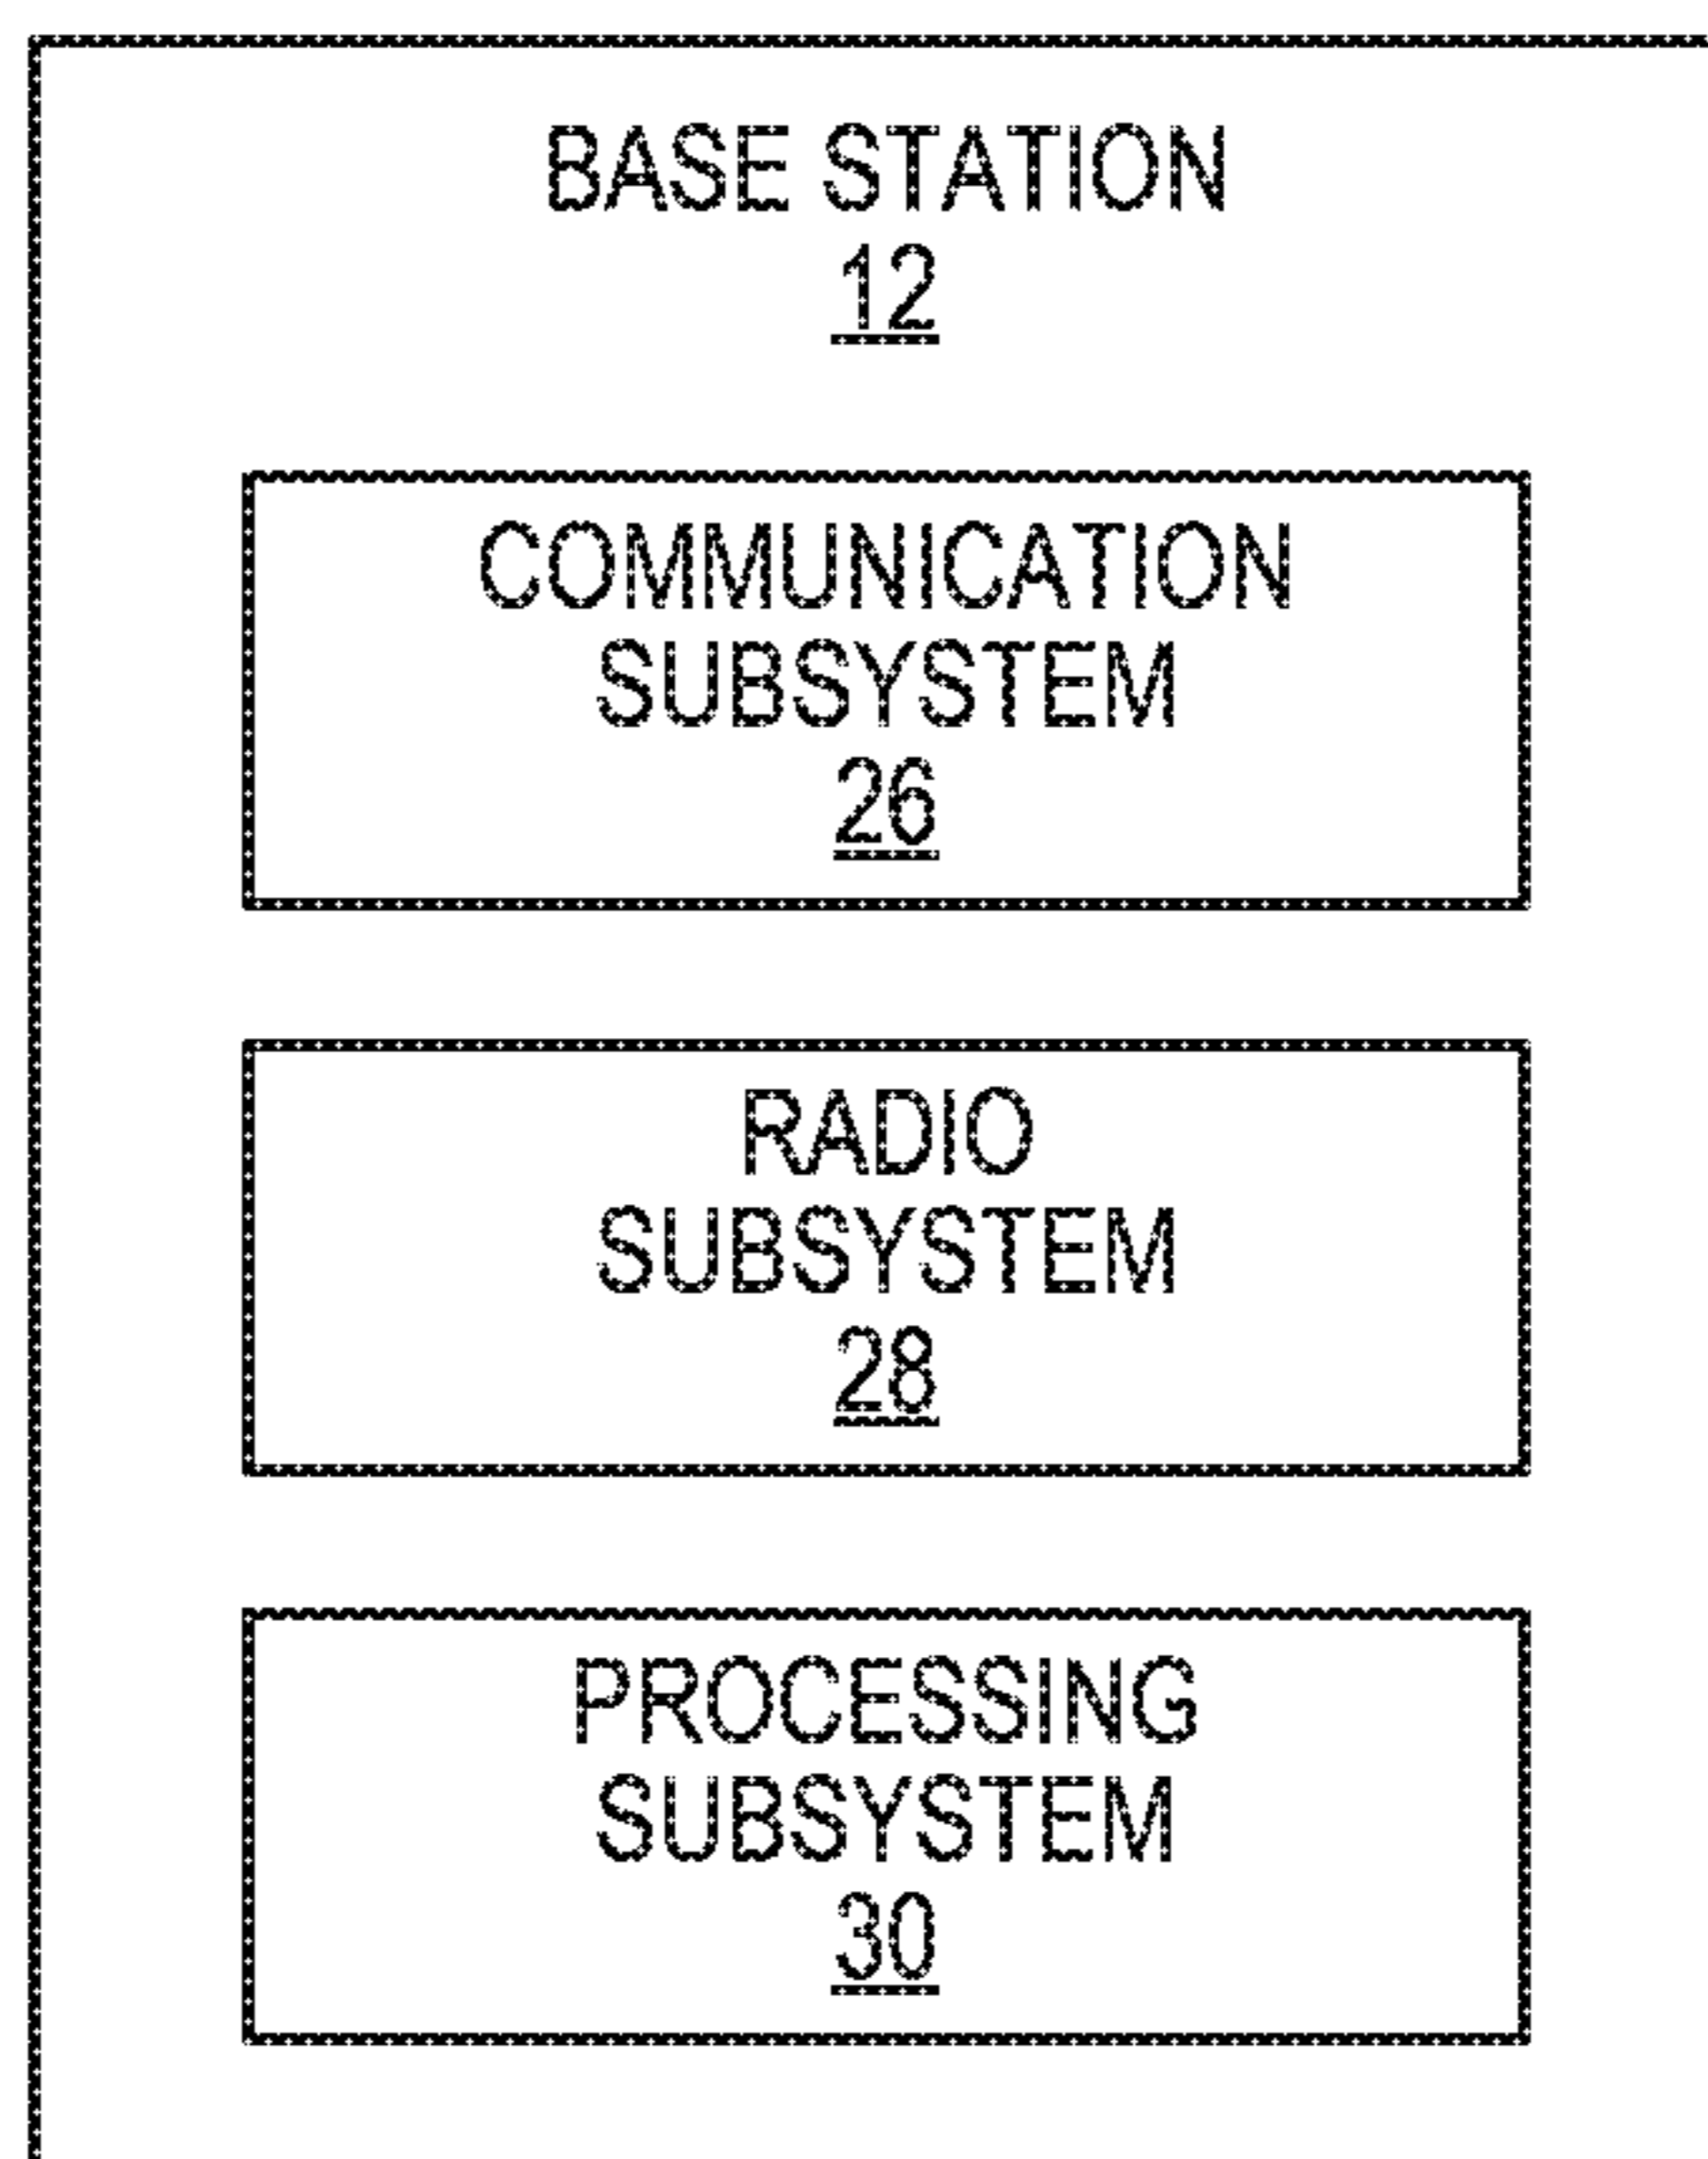 BASE STATION
12
COMMUNICATION
SUBSYSTEM
26
RADIO
SUBSYSTEM
28
PROCESSING
SUBSYSTEM
30